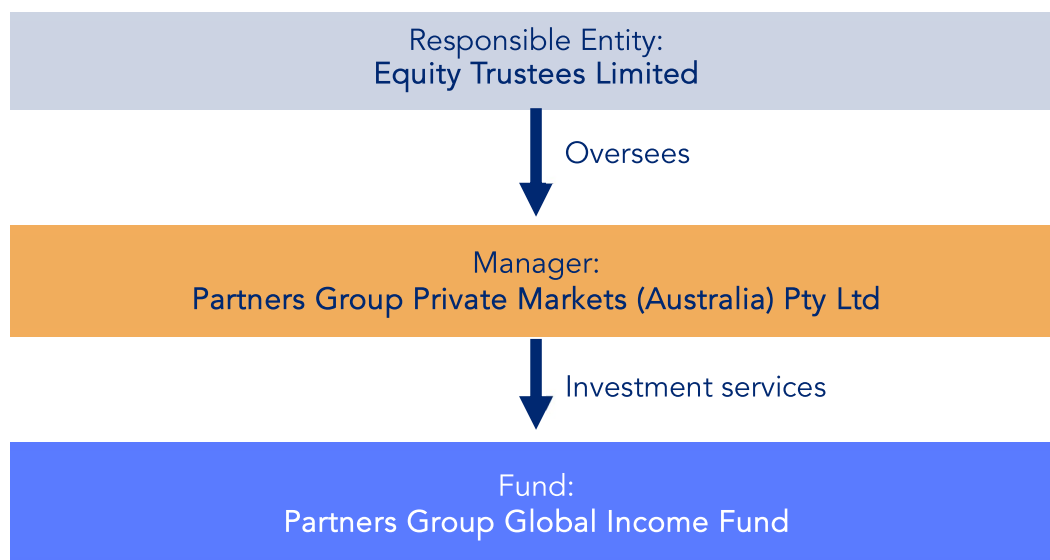 Responsible Entity:
Equity Trustees Limited
Oversees
Manager:
Partners Group Private Markets (Australia) Pty Ltd
Investment services
Fund:
Partners Group Global Income Fund